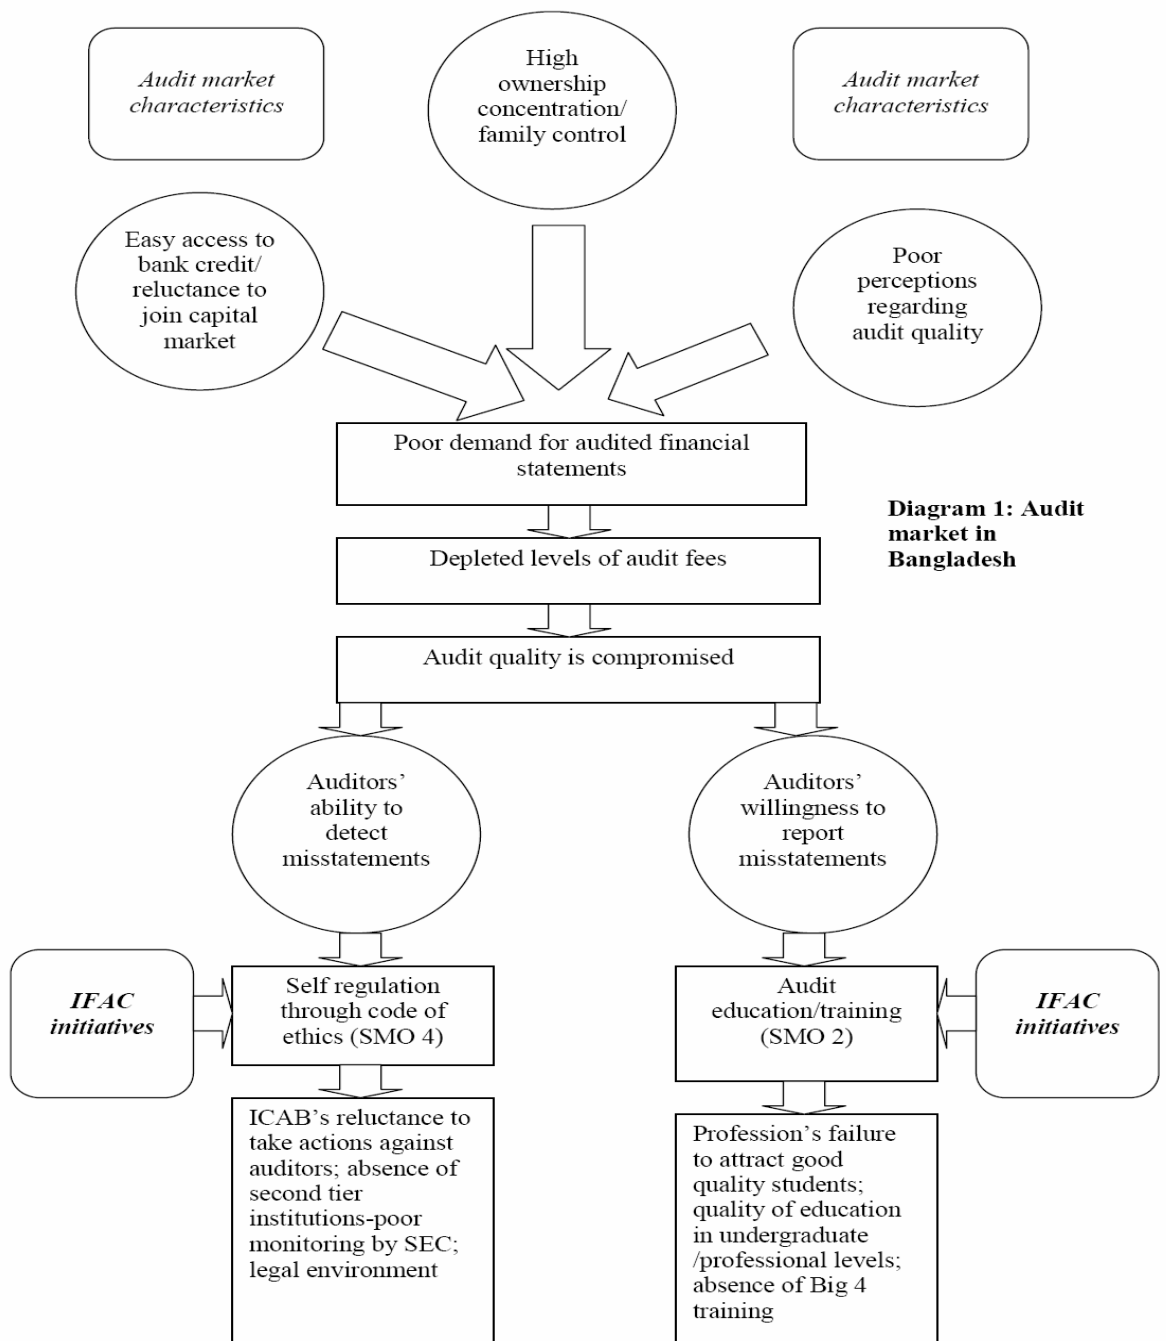 Audit market
characteristics
High
ownership
concentration/
family control
Audit market
characteristics
Easy access to
bank credit/
reluctance to
join capital
market
Poor
perceptions
regarding
audit quality
Poor demand for audited financial
statements
Diagram 1: Audit
market in
Bangladesh
Depleted levels of audit fees
Audit quality is compromised
Auditors’
ability to
detect
misstatements
Auditors’
willingness to
report
misstatements
IFAC
initiatives
Self regulation
through code of
ethics (SMO 4)
Audit
education/training
(SMO 2)
IFAC
initiatives
ICAB’s reluctance to
take actions against
auditors; absence of
second tier
institutions-poor
monitoring by SEC;
legal environment
Profession’s failure
to attract good
quality students;
quality of education
in undergraduate
/professional levels;
absence of Big 4
training